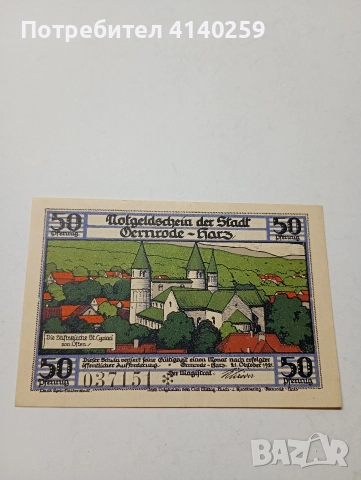 Потребител 4140259
50 Pfennig
Notgeldschein der Stadt
Gernrode - Harz
50 Pfennig
Die Stiftskirche St. Cyriaci
von Osten
50 Pfennig
Dieser Schein verliert seine Gültigkeit einen Monat nach erfolgter
öffentlicher Aufforderung. Gernrode-Harz, 21. Oktober 1921
037151 * Der Magistrat
50 Pfennig
bazar